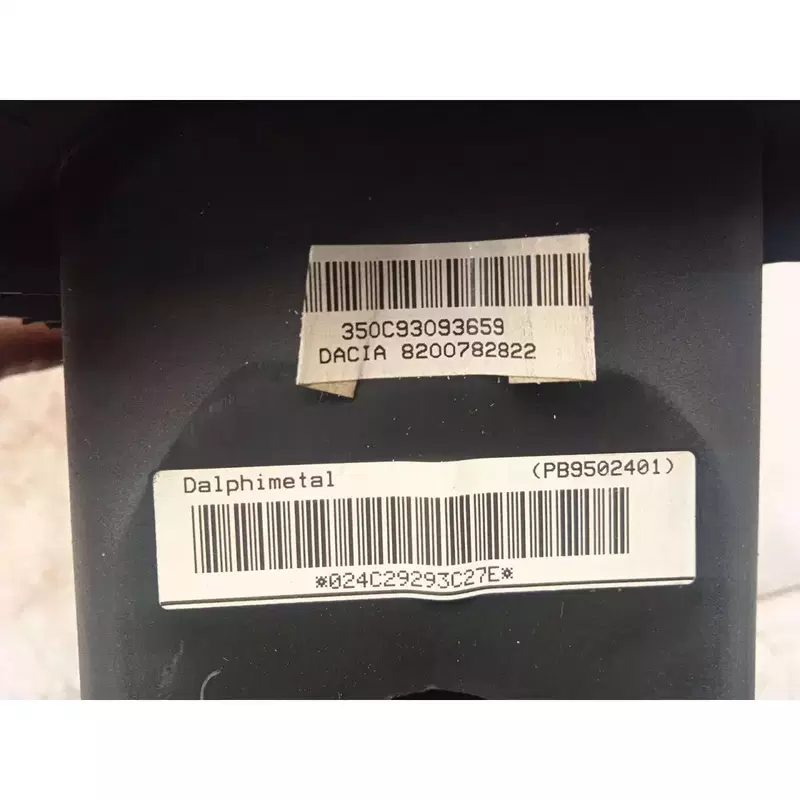 350C93093659
DACIA 8200782822
Dalphimetal (PB9502401)
*024C29293C27E*